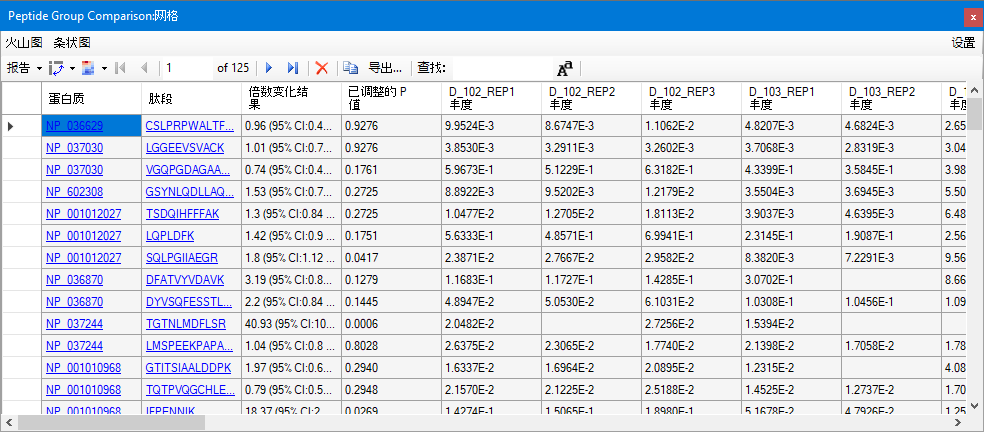 Peptide Group Comparison:网格
x
火山图 条状图 设置
报告 1 of 125 导出... 查找: Aa
蛋白质 肽段 倍数变化结果 已调整的 P 值 D_102_REP1 丰度 D_102_REP2 丰度 D_102_REP3 丰度 D_103_REP1 丰度 D_103_REP2 丰度 D_1 丰度
NP_036629 CSLPRPWALTF... 0.96 (95% CI:0.4... 0.9276 9.9524E-3 8.6747E-3 1.1062E-2 4.8207E-3 4.6824E-3 2.65
NP_037030 LGGEEVSVACK 1.01 (95% CI:0.7... 0.9276 3.8530E-3 3.2911E-3 3.2602E-3 3.7068E-3 2.8319E-3 3.04
NP_037030 VGQPGDAGAA... 0.74 (95% CI:0.4... 0.1761 5.9673E-1 5.1229E-1 6.3182E-1 4.3399E-1 3.5845E-1 3.98
NP_602308 GSYNLQDLLAQ... 1.53 (95% CI:0.7... 0.2725 8.8922E-3 9.5202E-3 1.2179E-2 3.5504E-3 3.6945E-3 5.50
NP_001012027 TSDQIHFFFAK 1.3 (95% CI:0.84 ... 0.2725 1.0477E-2 1.2705E-2 1.8113E-2 3.9037E-3 4.6395E-3 6.48
NP_001012027 LQPLDFK 1.42 (95% CI:0.9 ... 0.1751 5.6333E-1 4.8571E-1 6.9941E-1 2.3145E-1 1.9087E-1 2.56
NP_001012027 SQLPGIIAEGR 1.8 (95% CI:1.12 ... 0.0417 2.3871E-2 2.7667E-2 2.9582E-2 8.3820E-3 7.2291E-3 9.56
NP_036870 DFATVYVDAVK 3.19 (95% CI:0.8... 0.1279 1.1683E-1 1.1727E-1 1.4285E-1 3.0702E-1 8.66
NP_036870 DYVSQFESSTL... 2.2 (95% CI:0.84 ... 0.1445 4.8947E-2 5.0530E-2 6.1031E-2 1.0308E-1 1.0456E-1 1.09
NP_037244 TGTNLMDFLSR 40.93 (95% CI:10... 0.0006 2.0482E-2 2.7256E-2 1.5394E-2
NP_037244 LMSPEEKPAPA... 1.04 (95% CI:0.8 ... 0.8028 2.6375E-2 2.3065E-2 1.7740E-2 2.1398E-2 1.7058E-2 1.78
NP_001010968 GTITSIAALDDPK 1.97 (95% CI:0.6... 0.2940 1.6337E-2 1.6964E-2 2.0895E-2 1.2315E-2 4.08
NP_001010968 TQTPVQGCHLE... 0.79 (95% CI:0.5... 0.2948 2.1570E-2 2.1225E-2 2.5188E-2 1.4525E-2 1.2737E-2 1.70
NP_001010968 IFPENNIK 18.37 (95% CI:2... 0.0269 1.4274E-1 1.5065E-1 1.8980E-1 5.1678E-2 4.7926E-2 1.25